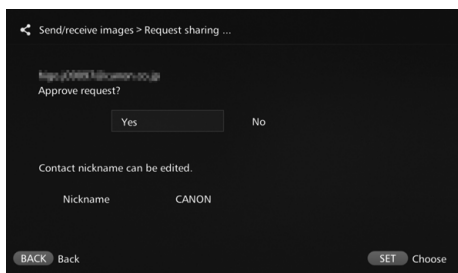 Send/receive images > Request sharing ...
Approve request?
Yes No
Contact nickname can be edited.
Nickname CANON
BACK Back SET Choose